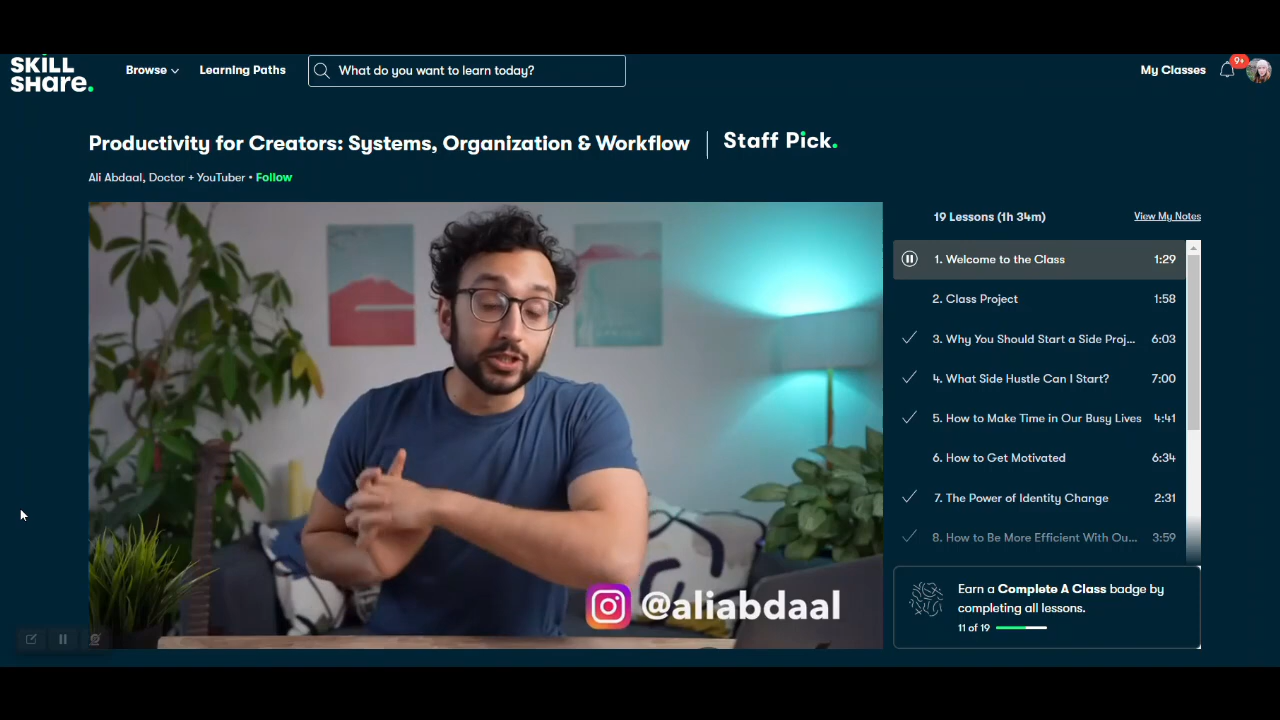 SKILL
SHare.
Browse
Learning Paths
What do you want to learn today?
My Classes
9+
Productivity for Creators: Systems, Organization & Workflow
Staff Pick.
Ali Abdaal, Doctor + YouTuber • Follow
19 Lessons (1h 34m)
View My Notes
1. Welcome to the Class 1:29
2. Class Project 1:58
3. Why You Should Start a Side Proj... 6:03
4. What Side Hustle Can I Start? 7:00
5. How to Make Time in Our Busy Lives 4:41
6. How to Get Motivated 6:34
7. The Power of Identity Change 2:31
8. How to Be More Efficient With Ou... 3:59
@aliabdaal
Earn a Complete A Class badge by
completing all lessons.
11 of 19